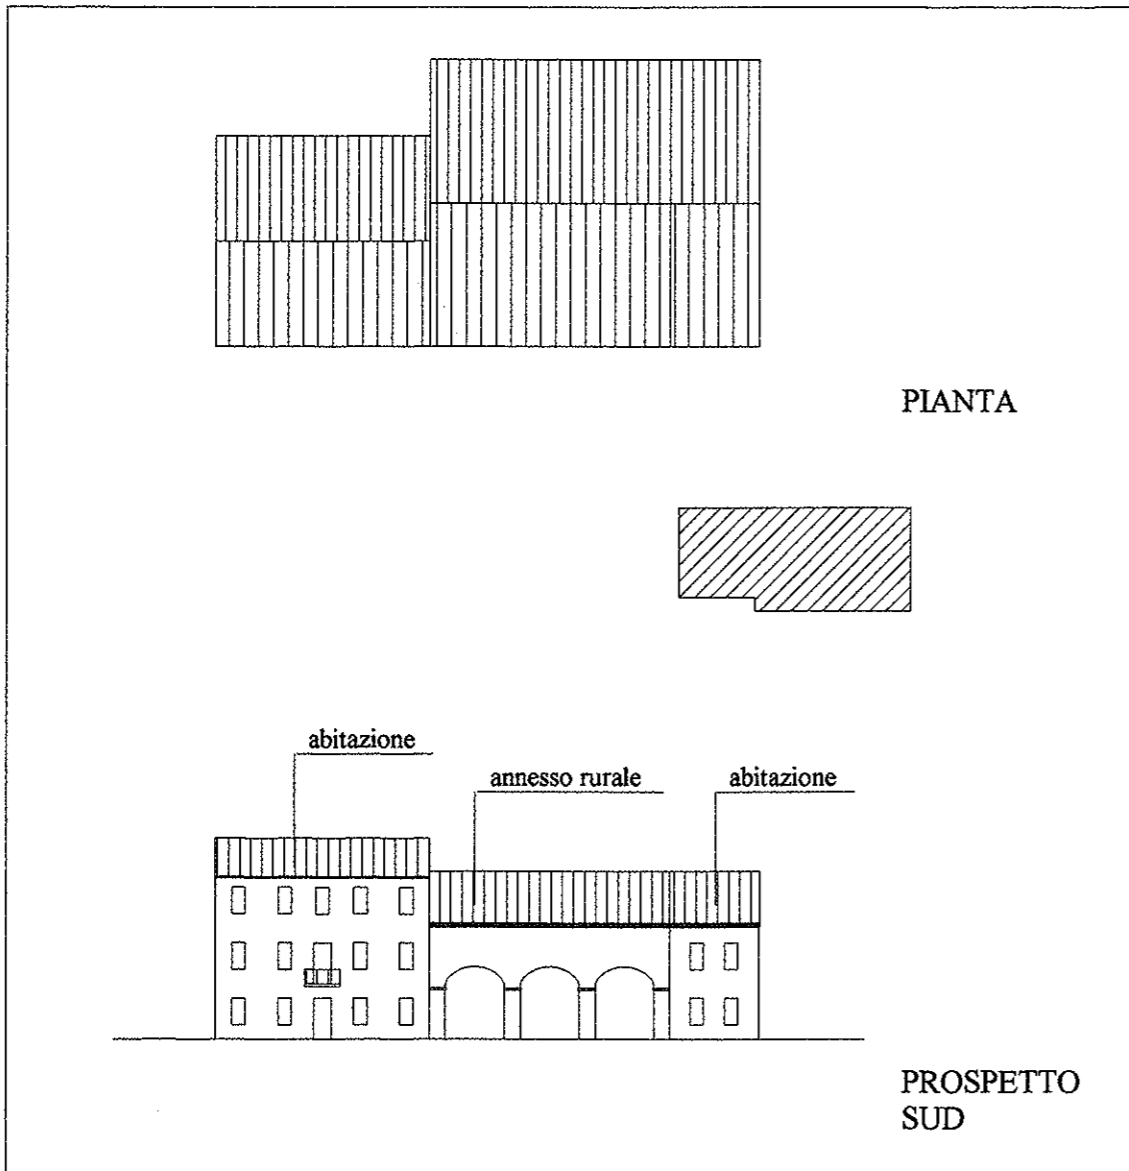 PIANTA
abitazione
annesso rurale
abitazione
PROSPETTO
SUD